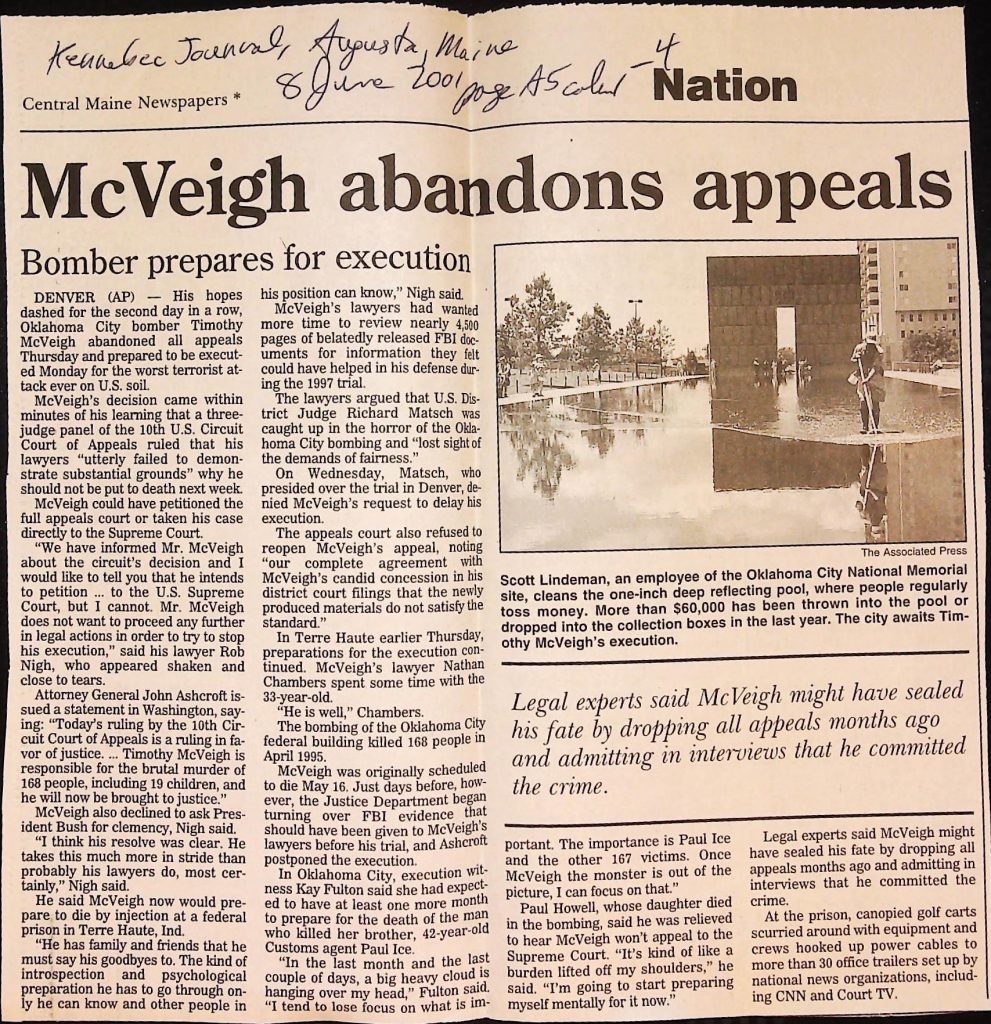 Kennebec Journal, Augusta, Maine
8 June 2001 page A5 -4
Central Maine Newspapers *
Nation
McVeigh abandons appeals
Bomber prepares for execution
DENVER (AP) — His hopes
dashed for the second day in a row,
Oklahoma City bomber Timothy
McVeigh abandoned all appeals
Thursday and prepared to be execut-
ed Monday for the worst terrorist at-
tack ever on U.S. soil.
McVeigh's decision came within
minutes of his learning that a three-
judge panel of the 10th U.S. Circuit
Court of Appeals ruled that his
lawyers "utterly failed to demon-
strate substantial grounds" why he
should not be put to death next week.
McVeigh could have petitioned the
full appeals court or taken his case
directly to the Supreme Court.
"We have informed Mr. McVeigh
about the circuit's decision and I
would like to tell you that he intends
to petition ... to the U.S. Supreme
Court, but I cannot. Mr. McVeigh
does not want to proceed any further
in legal actions in order to try to stop
his execution," said his lawyer Rob
Nigh, who appeared shaken and
close to tears.
Attorney General John Ashcroft is-
sued a statement in Washington, say-
ing: "Today's ruling by the 10th Cir-
cuit Court of Appeals is a ruling in fa-
vor of justice. ... Timothy McVeigh is
responsible for the brutal murder of
168 people, including 19 children, and
he will now be brought to justice."
McVeigh also declined to ask Pres-
ident Bush for clemency, Nigh said.
"I think his resolve was clear. He
takes this much more in stride than
probably his lawyers do, most cer-
tainly," Nigh said.
He said McVeigh now would pre-
pare to die by injection at a federal
prison in Terre Haute, Ind.
"He has family and friends that he
must say his goodbyes to. The kind of
introspection and psychological
preparation he has to go through on-
ly he can know and other people in
his position can know," Nigh said.
McVeigh's lawyers had wanted
more time to review nearly 4,500
pages of belatedly released FBI doc-
uments for information they felt
could have helped in his defense dur-
ing the 1997 trial.
The lawyers argued that U.S. Dis-
trict Judge Richard Matsch was
caught up in the horror of the Okla-
homa City bombing and "lost sight of
the demands of fairness."
On Wednesday, Matsch, who
presided over the trial in Denver, de-
nied McVeigh's request to delay his
execution.
The appeals court also refused to
reopen McVeigh's appeal, noting
"our complete agreement with
McVeigh's candid concession in his
district court filings that the newly
produced materials do not satisfy the
standard."
In Terre Haute earlier Thursday,
preparations for the execution con-
tinued. McVeigh's lawyer Nathan
Chambers spent some time with the
33-year-old.
"He is well," Chambers.
The bombing of the Oklahoma City
federal building killed 168 people in
April 1995.
McVeigh was originally scheduled
to die May 16. Just days before, how-
ever, the Justice Department began
turning over FBI evidence that
should have been given to McVeigh's
lawyers before his trial, and Ashcroft
postponed the execution.
In Oklahoma City, execution wit-
ness Kay Fulton said she had expect-
ed to have at least one more month
to prepare for the death of the man
who killed her brother, 42-year-old
Customs agent Paul Ice.
"In the last month and the last
couple of days, a big heavy cloud is
hanging over my head," Fulton said.
"I tend to lose focus on what is im-
The Associated Press
Scott Lindeman, an employee of the Oklahoma City National Memorial
site, cleans the one-inch deep reflecting pool, where people regularly
toss money. More than $60,000 has been thrown into the pool or
dropped into the collection boxes in the last year. The city awaits Tim-
othy McVeigh's execution.
Legal experts said McVeigh might have sealed
his fate by dropping all appeals months ago
and admitting in interviews that he committed
the crime.
portant. The importance is Paul Ice
and the other 167 victims. Once
McVeigh the monster is out of the
picture, I can focus on that."
Paul Howell, whose daughter died
in the bombing, said he was relieved
to hear McVeigh won't appeal to the
Supreme Court. "It's kind of like a
burden lifted off my shoulders," he
said. "I'm going to start preparing
myself mentally for it now."
Legal experts said McVeigh might
have sealed his fate by dropping all
appeals months ago and admitting in
interviews that he committed the
crime.
At the prison, canopied golf carts
scurried around with equipment and
crews hooked up power cables to
more than 30 office trailers set up by
national news organizations, includ-
ing CNN and Court TV.